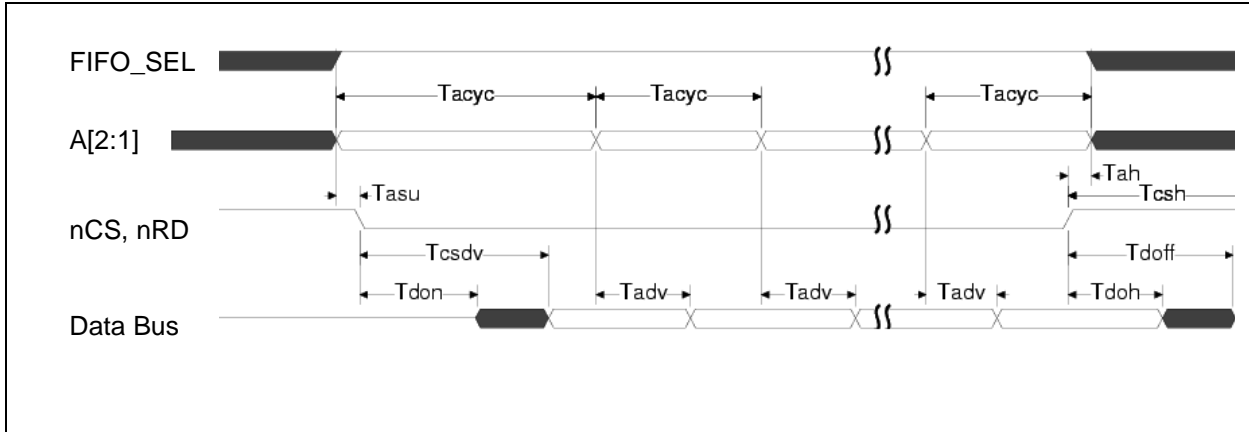 FIFO_SEL
Tacyc Tacyc Tacyc
A[2:1]
Tah
Tasu Tcsh
nCS, nRD
Tcsdv Tdoff
Tdon Tadv Tadv Tadv Tdoh
Data Bus